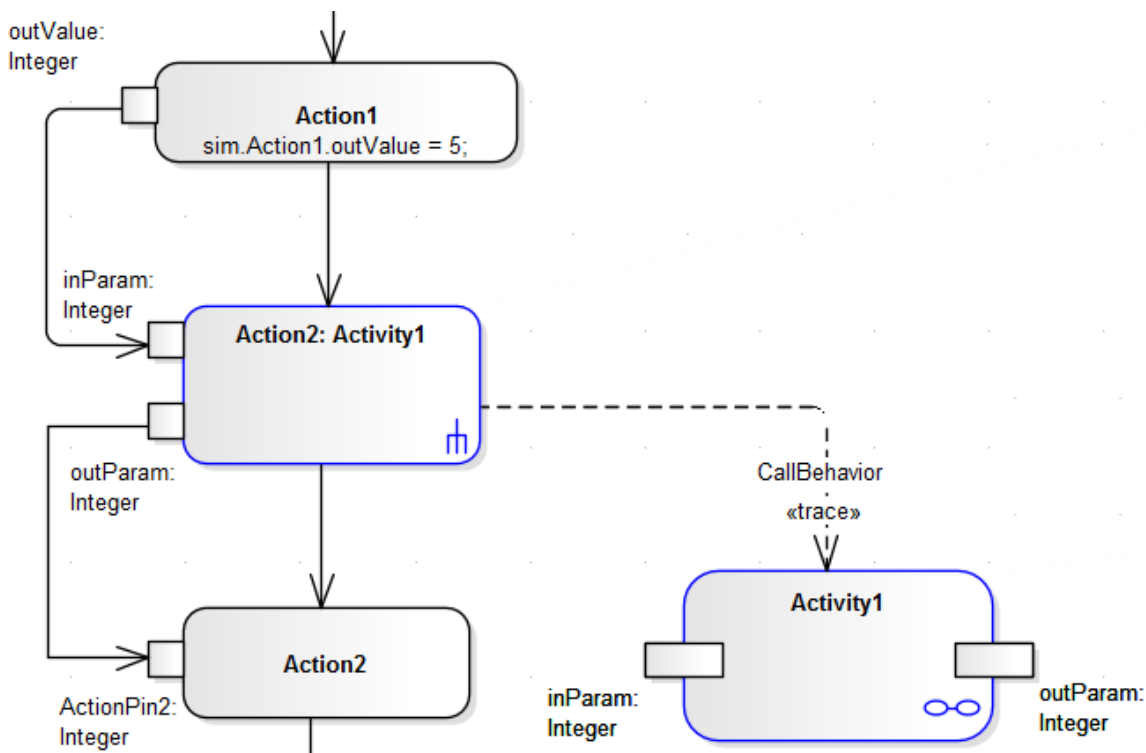 outValue:
Integer
Action1
sim.Action1.outValue = 5;
inParam:
Integer
Action2: Activity1
outParam:
Integer
CallBehavior
«trace»
Activity1
Action2
ActionPin2:
Integer
inParam:
Integer
outParam:
Integer